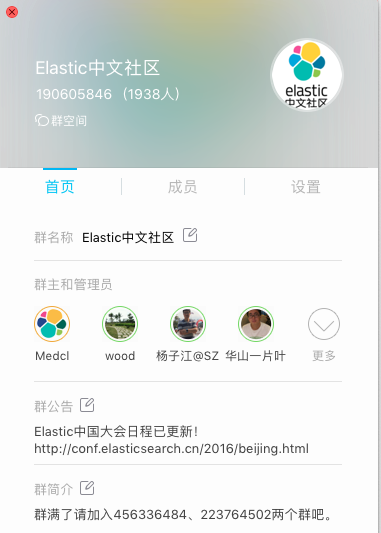 Elastic中文社区
190605846（1938人）
elastic
中文社区
群空间
首页 成员 设置
群名称 Elastic中文社区
群主和管理员
Medcl wood 杨子江@SZ 华山一片叶 更多
群公告
Elastic中国大会日程已更新！
http://conf.elasticsearch.cn/2016/beijing.html
群简介
群满了请加入456336484、223764502两个群吧。